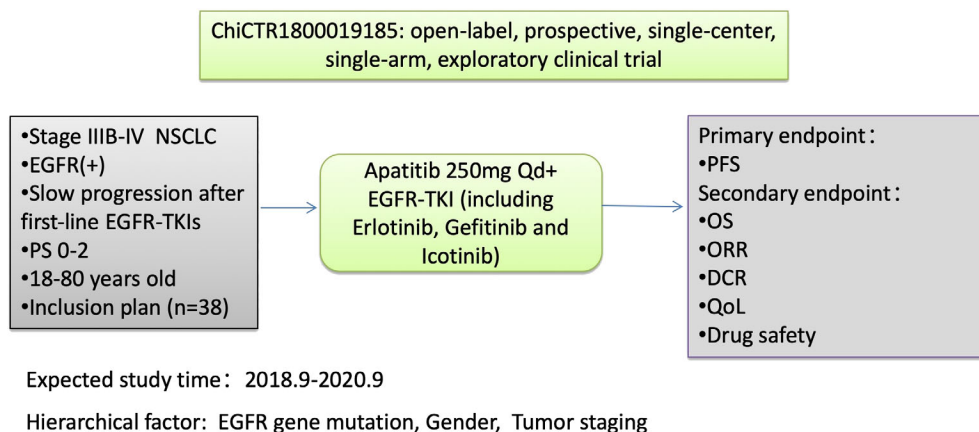 ChiCTR1800019185: open-label, prospective, single-center,
single-arm, exploratory clinical trial
•Stage IIIB-IV NSCLC
•EGFR(+)
•Slow progression after
first-line EGFR-TKIs
•PS 0-2
•18-80 years old
•Inclusion plan (n=38)
Apatitib 250mg Qd+
EGFR-TKI (including
Erlotinib, Gefitinib and
Icotinib)
Primary endpoint：
•PFS
Secondary endpoint：
•OS
•ORR
•DCR
•QoL
•Drug safety
Expected study time：2018.9-2020.9
Hierarchical factor: EGFR gene mutation, Gender, Tumor staging